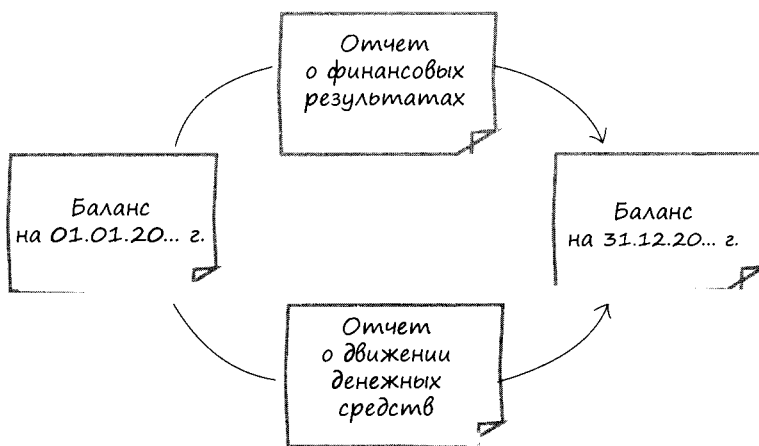 Отчет
о финансовых
результатах
Баланс
на 01.01.20... г.
Баланс
на 31.12.20... г.
Отчет
о движении
денежных
средств